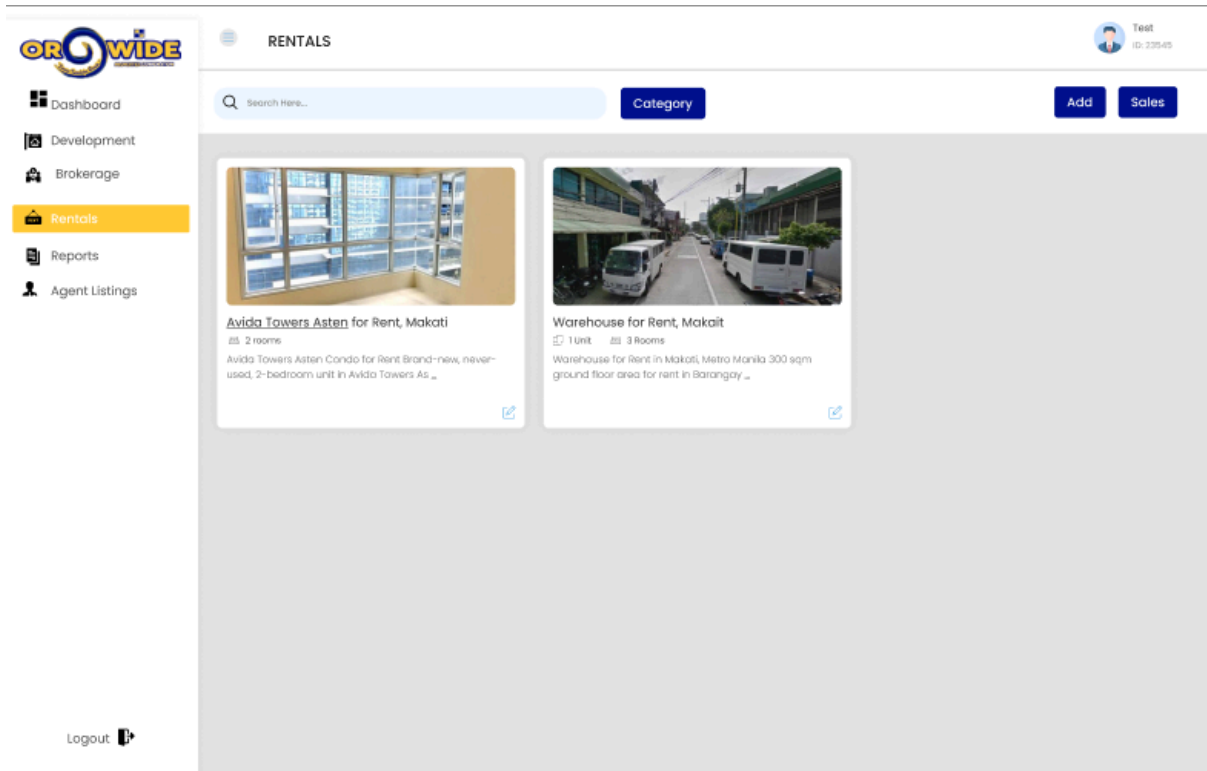 OROWIDE
Dashboard
Development
Brokerage
Rentals
Reports
Agent Listings
Logout
RENTALS
Test
ID: 23545
Search Here...
Category
Add
Sales
Avida Towers Asten for Rent, Makati
2 rooms
Avida Towers Asten Condo for Rent Brand-new, never-
used, 2-bedroom unit in Avida Towers As ...
Warehouse for Rent, Makait
1 Unit 3 Rooms
Warehouse for Rent in Makati, Metro Manila 300 sqm
ground floor area for rent in Barangay ...